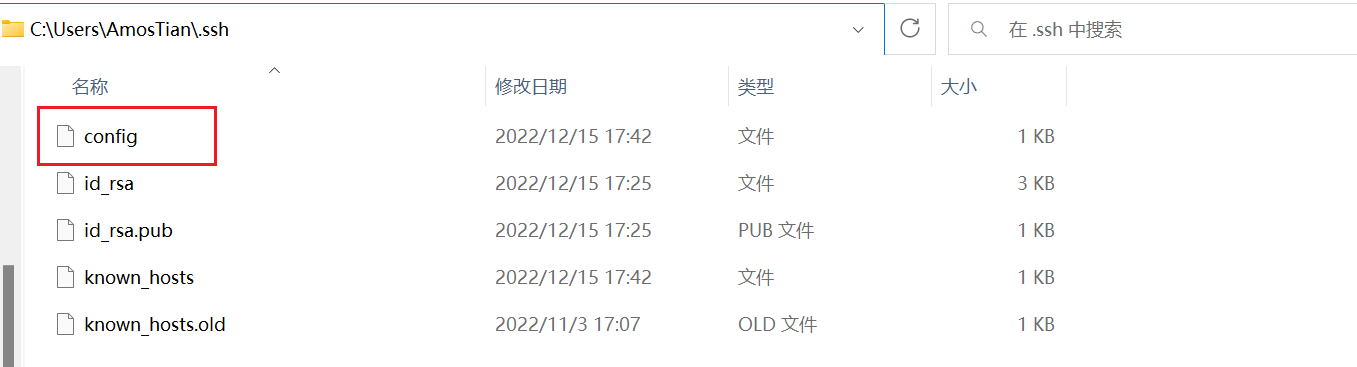 C:\Users\AmosTian\.ssh
在 .ssh 中搜索
名称 修改日期 类型 大小
config 2022/12/15 17:42 文件 1 KB
id_rsa 2022/12/15 17:25 文件 3 KB
id_rsa.pub 2022/12/15 17:25 PUB 文件 1 KB
known_hosts 2022/12/15 17:42 文件 1 KB
known_hosts.old 2022/11/3 17:07 OLD 文件 1 KB